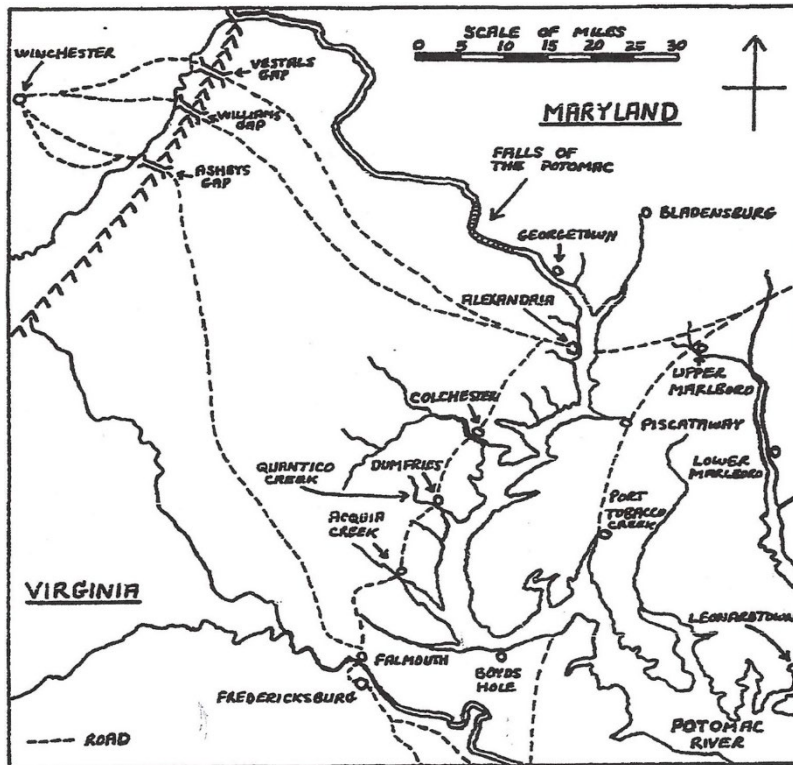 SCALE OF MILES
0 5 10 15 20 25 30
WINCHESTER
VESTALS
GAP
WILLIAMS
GAP
ASHBYS
GAP
MARYLAND
FALLS OF
THE POTOMAC
BLADENSBURG
GEORGETOWN
ALEXANDRIA
UPPER
MARLBORO
COLCHESTER
PISCATAWAY
LOWER
MARLBORO
QUANTICO
CREEK
DUMFRIES
PORT
TOBACCO
CREEK
ACQUIA
CREEK
VIRGINIA
LEONARDTOWN
FALMOUTH
BOYDS
HOLE
FREDERICKSBURG
POTOMAC
RIVER
ROAD